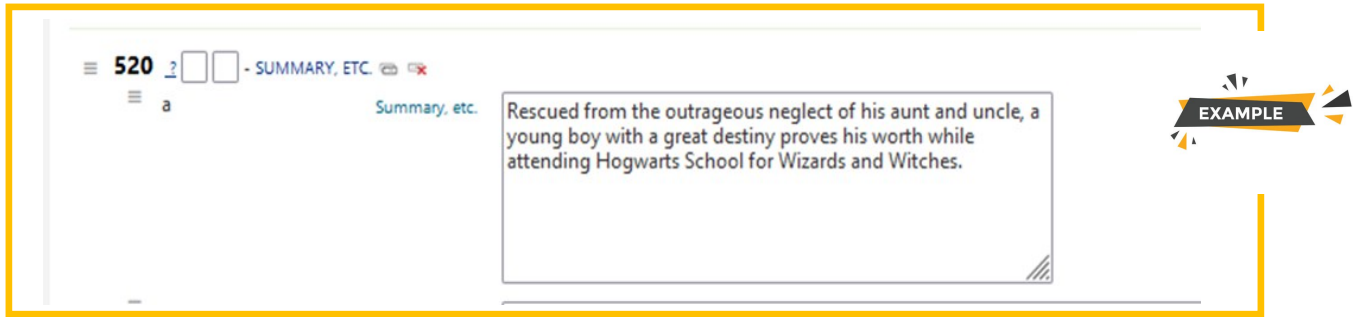 520 ? - SUMMARY, ETC.
a Summary, etc. Rescued from the outrageous neglect of his aunt and uncle, a
young boy with a great destiny proves his worth while
attending Hogwarts School for Wizards and Witches.
EXAMPLE